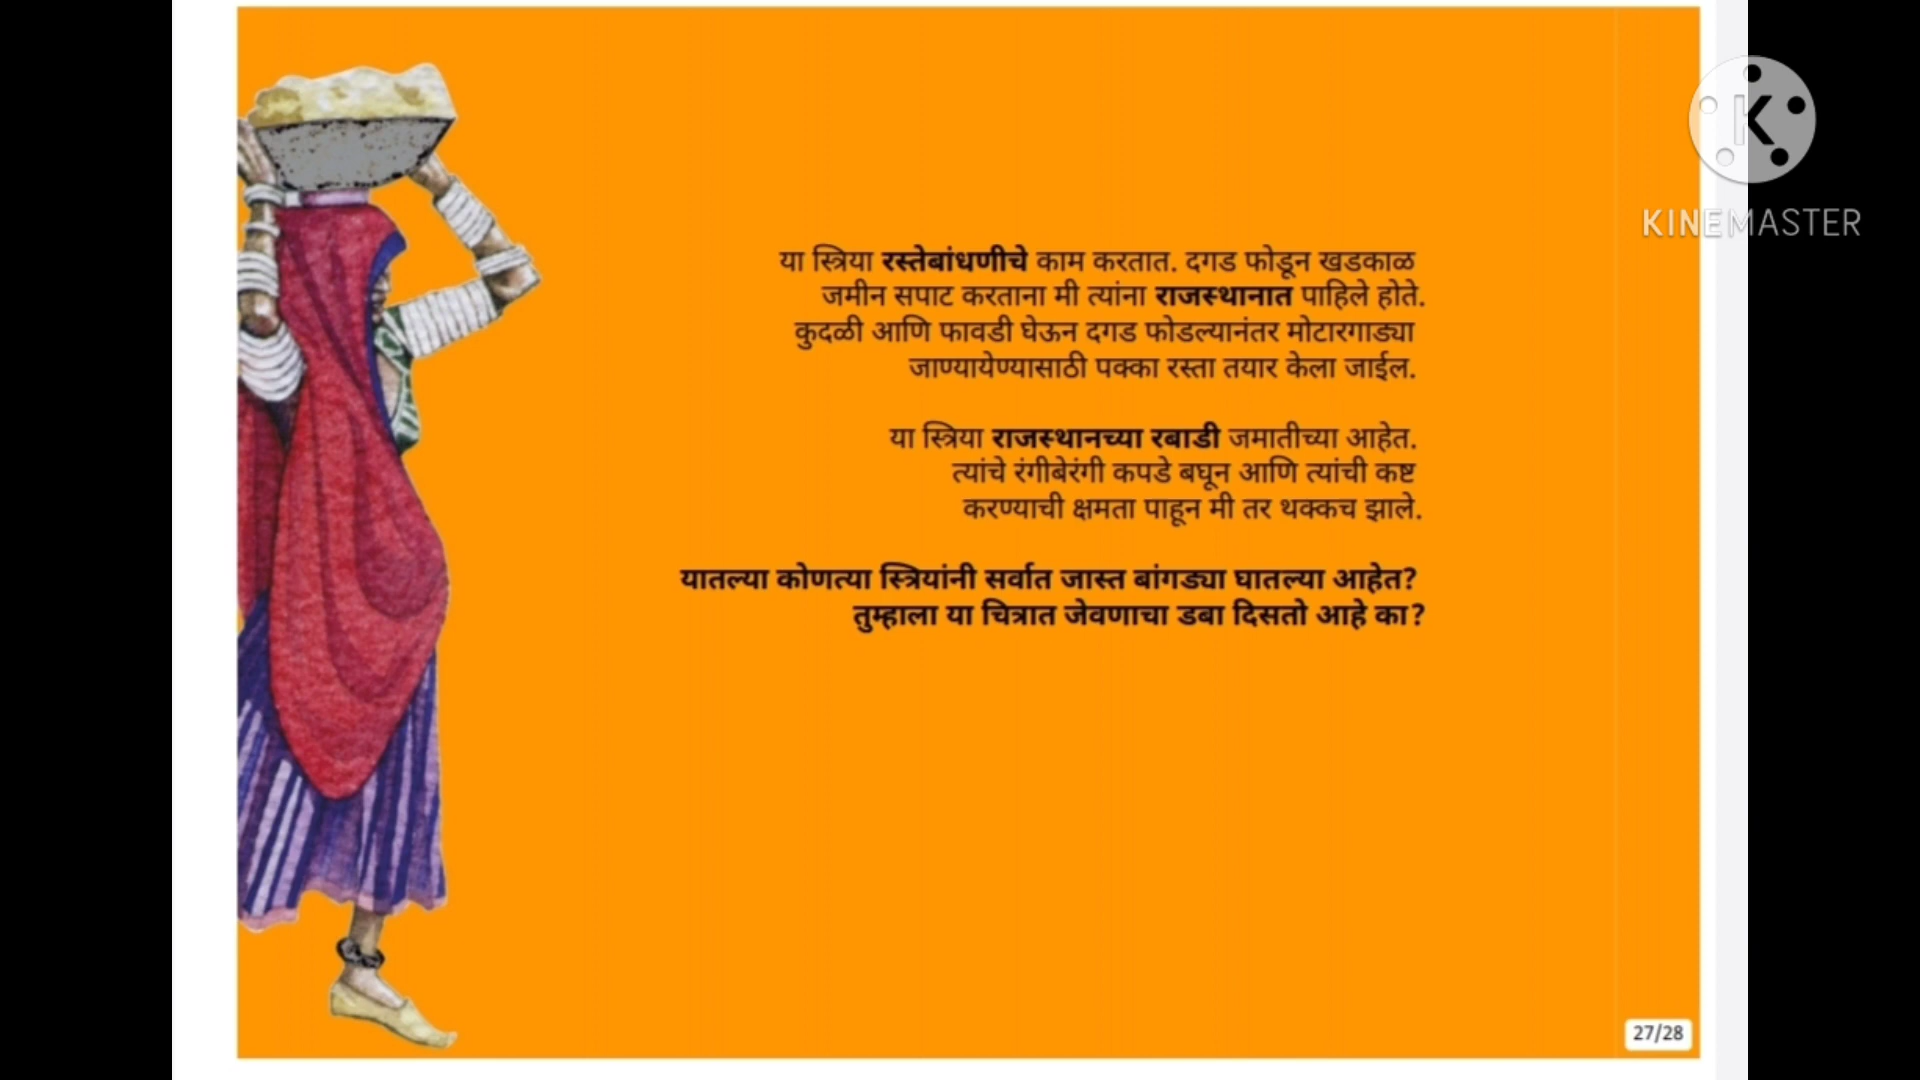 या स्त्रिया रस्तेबांधणीचे काम करतात. दगड फोडून खडकाळ
जमीन सपाट करताना मी त्यांना राजस्थानात पाहिले होते.
कुदळी आणि फावडी घेऊन दगड फोडल्यानंतर मोटारगाड्या
जाण्यायेण्यासाठी पक्का रस्ता तयार केला जाईल.
या स्त्रिया राजस्थानच्या रबाडी जमातीच्या आहेत.
त्यांचे रंगीबेरंगी कपडे बघून आणि त्यांची कष्ट
करण्याची क्षमता पाहून मी तर थक्कच झाले.
यातल्या कोणत्या स्त्रियांनी सर्वात जास्त बांगड्या घातल्या आहेत?
तुम्हाला या चित्रात जेवणाचा डबा दिसतो आहे का?
K
KINEMASTER
27/28